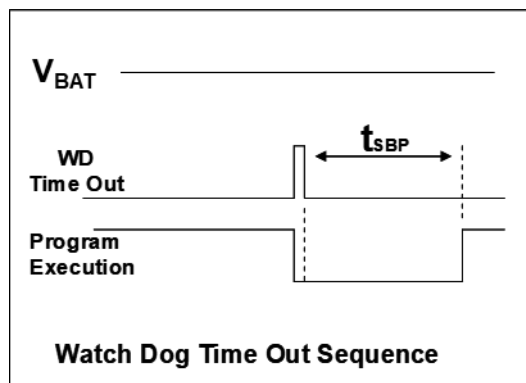 VBAT
tSBP
WD
Time Out
Program
Execution
Watch Dog Time Out Sequence